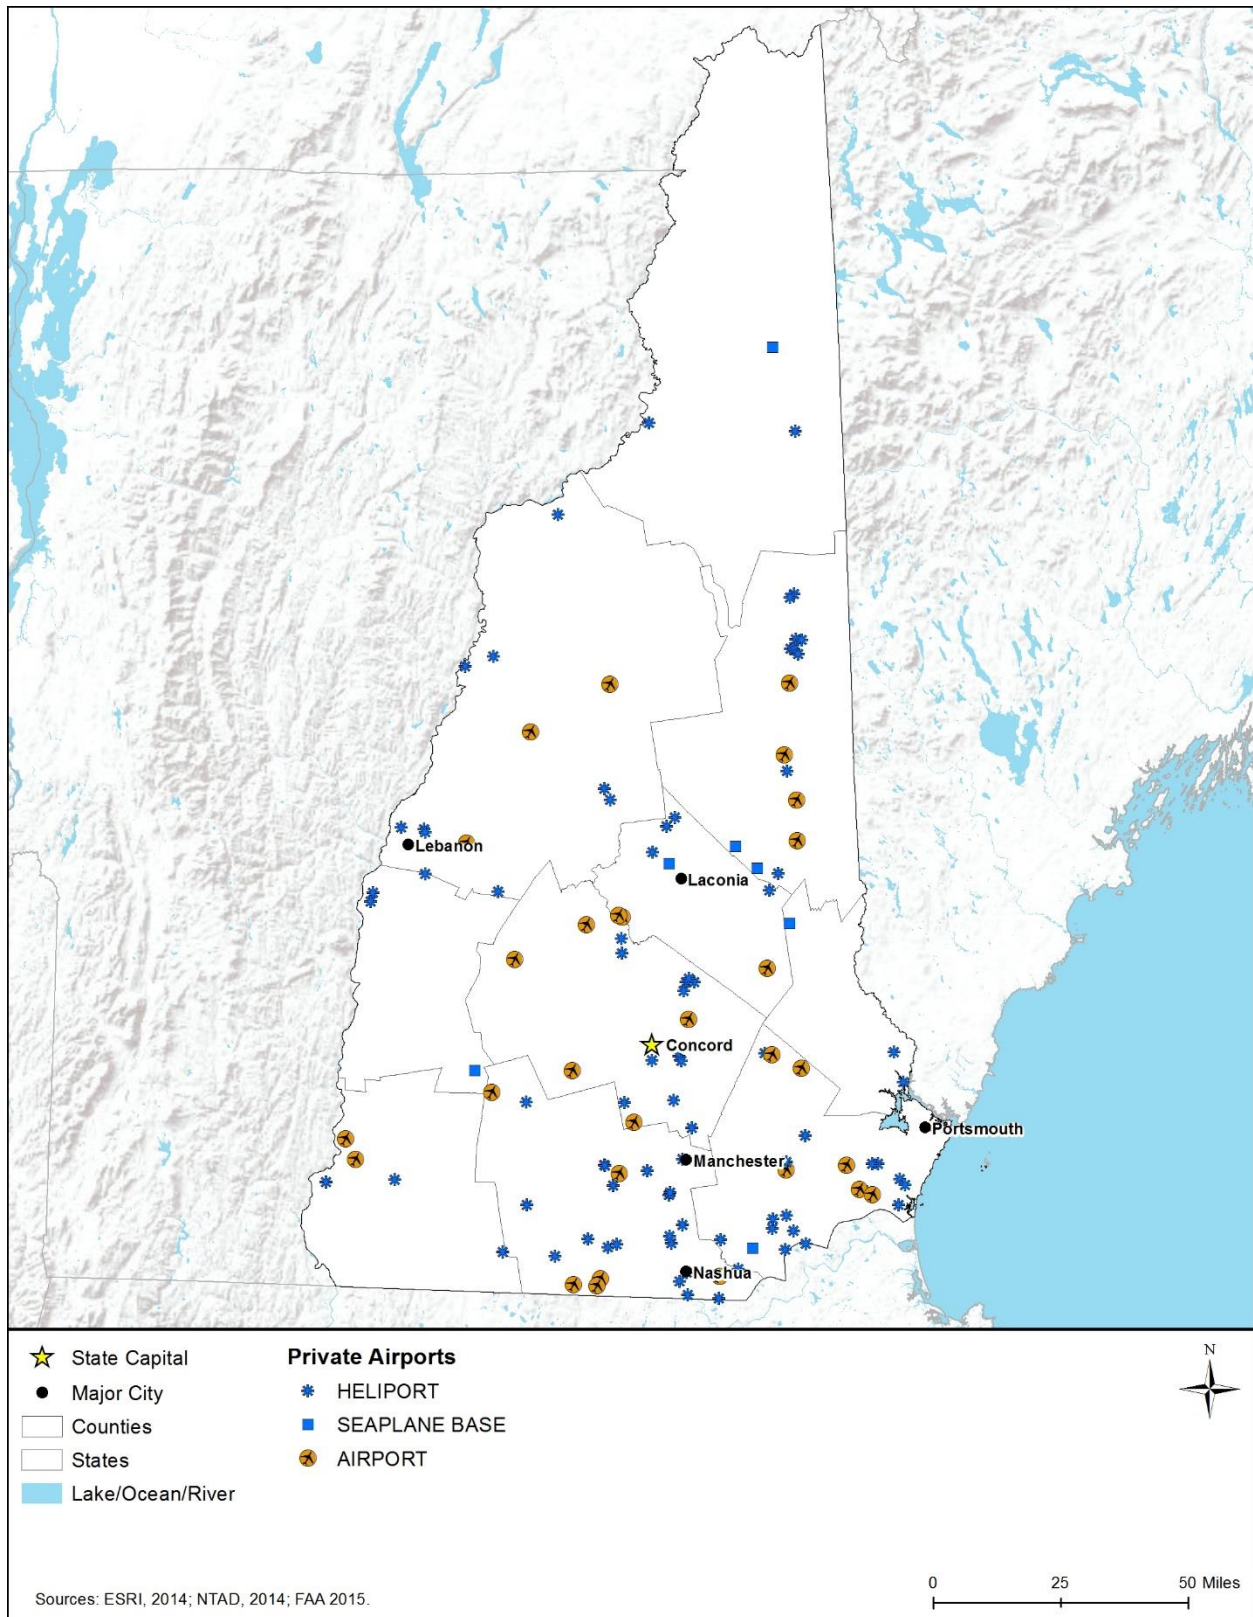 Lebanon
Laconia
Concord
Portsmouth
Manchester
Nashua
State Capital
Major City
Counties
States
Lake/Ocean/River
Private Airports
HELIPORT
SEAPLANE BASE
AIRPORT
N
Sources: ESRI, 2014; NTAD, 2014; FAA 2015.
0 25 50 Miles